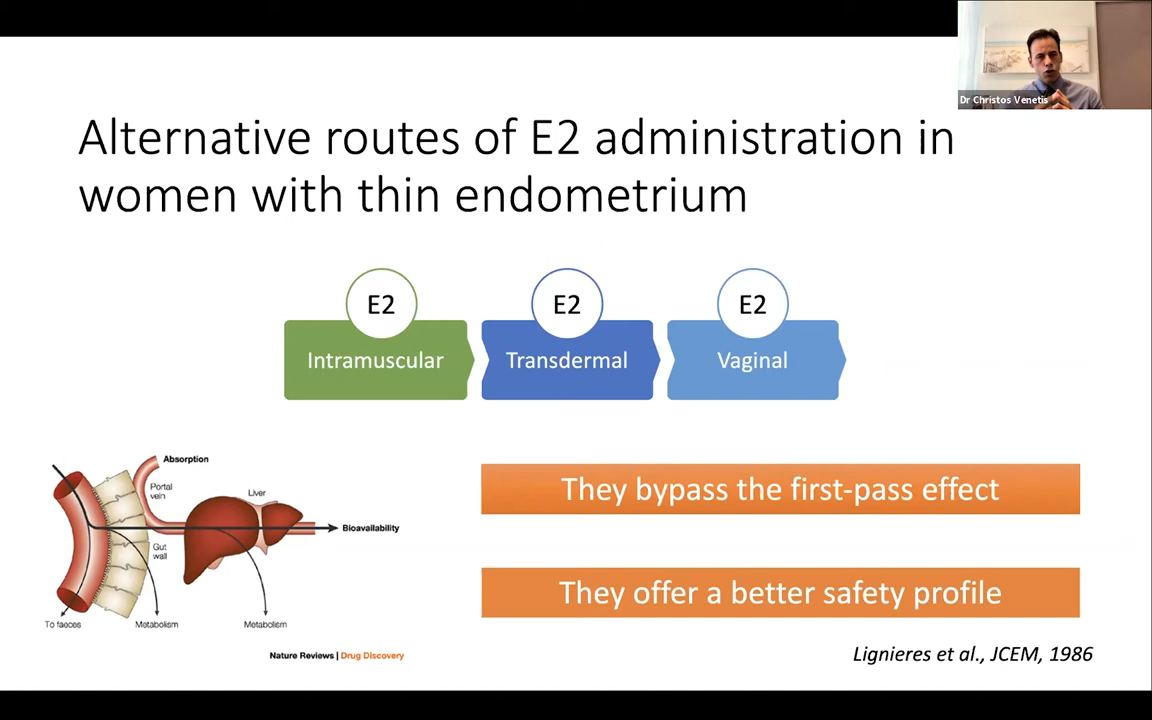 Dr Christos Venetis
Alternative routes of E2 administration in
women with thin endometrium
E2
E2
E2
Intramuscular
Transdermal
Vaginal
Absorption
Portal
vein
Liver
Bioavailability
Gut
wall
To faeces
Metabolism
Metabolism
Nature Reviews | Drug Discovery
They bypass the first-pass effect
They offer a better safety profile
Lignieres et al., JCEM, 1986